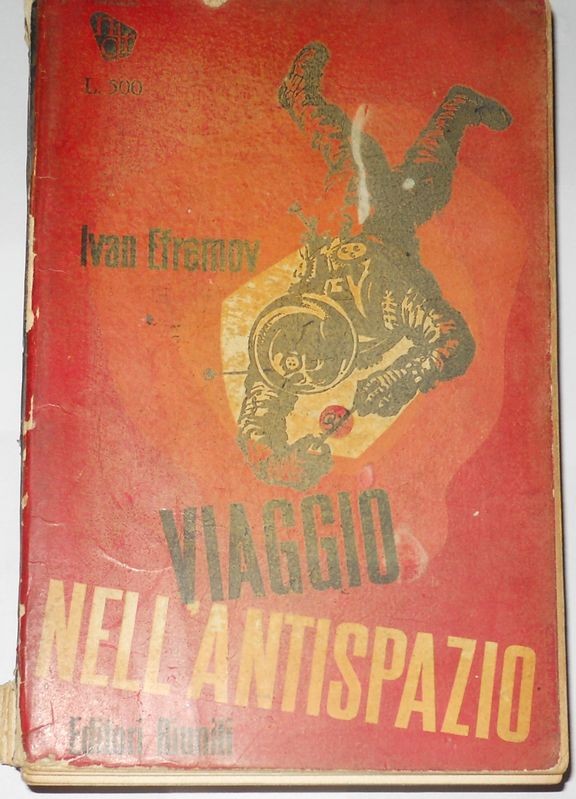 L. 500
Ivan Efremov
VIAGGIO
NELL'ANTISPAZIO
Editori Riuniti